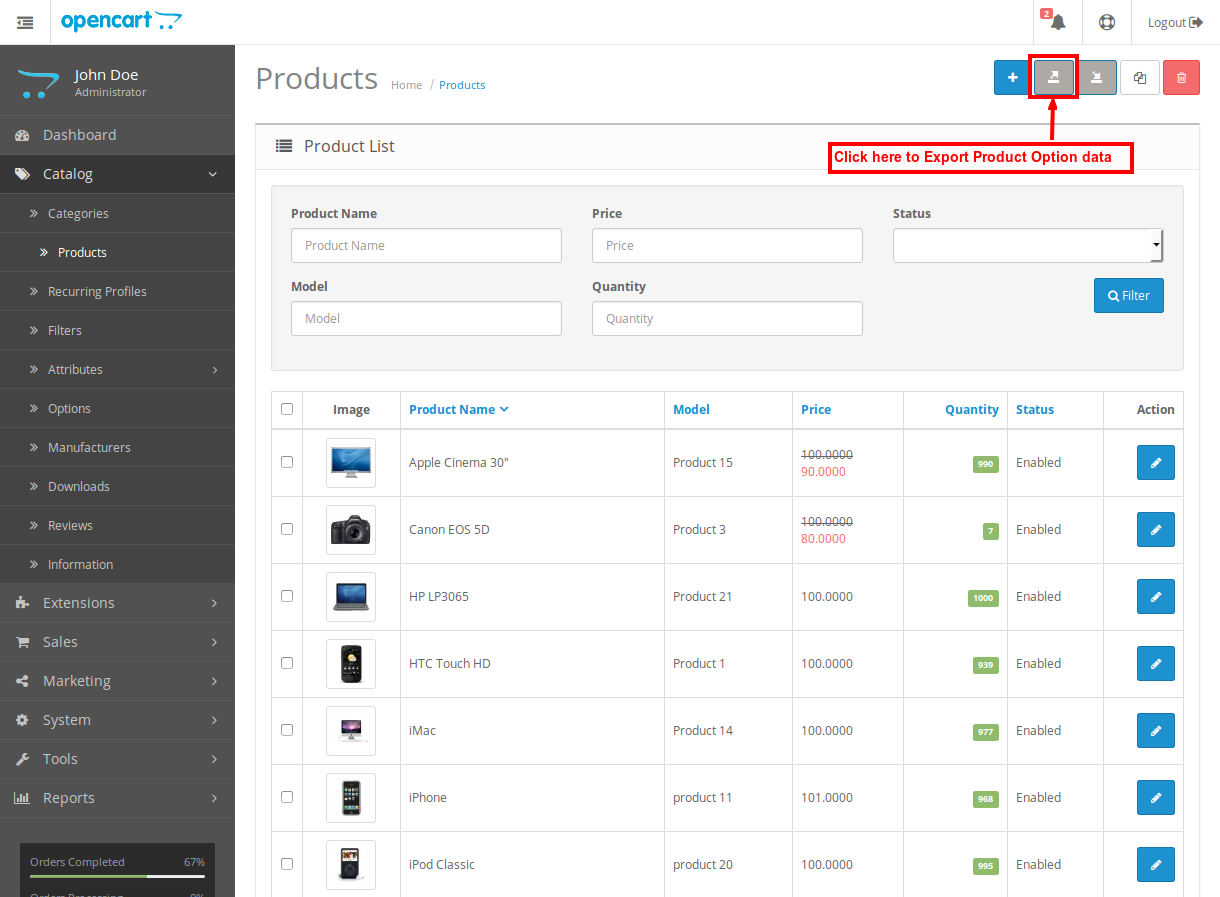 opencart
2
Logout
John Doe
Administrator
Dashboard
Catalog
Categories
Products
Recurring Profiles
Filters
Attributes
Options
Manufacturers
Downloads
Reviews
Information
Extensions
Sales
Marketing
System
Tools
Reports
Orders Completed 67%
Orders Processing 0%
Products Home / Products
Click here to Export Product Option data
Product List
Product Name Price Status
Product Name Price
Model Quantity
Model Quantity
Filter
Image Product Name Model Price Quantity Status Action
Apple Cinema 30" Product 15 100.0000 990 Enabled
90.0000
Canon EOS 5D Product 3 100.0000 7 Enabled
80.0000
HP LP3065 Product 21 100.0000 1000 Enabled
HTC Touch HD Product 1 100.0000 939 Enabled
iMac Product 14 100.0000 977 Enabled
iPhone product 11 101.0000 968 Enabled
iPod Classic product 20 100.0000 995 Enabled